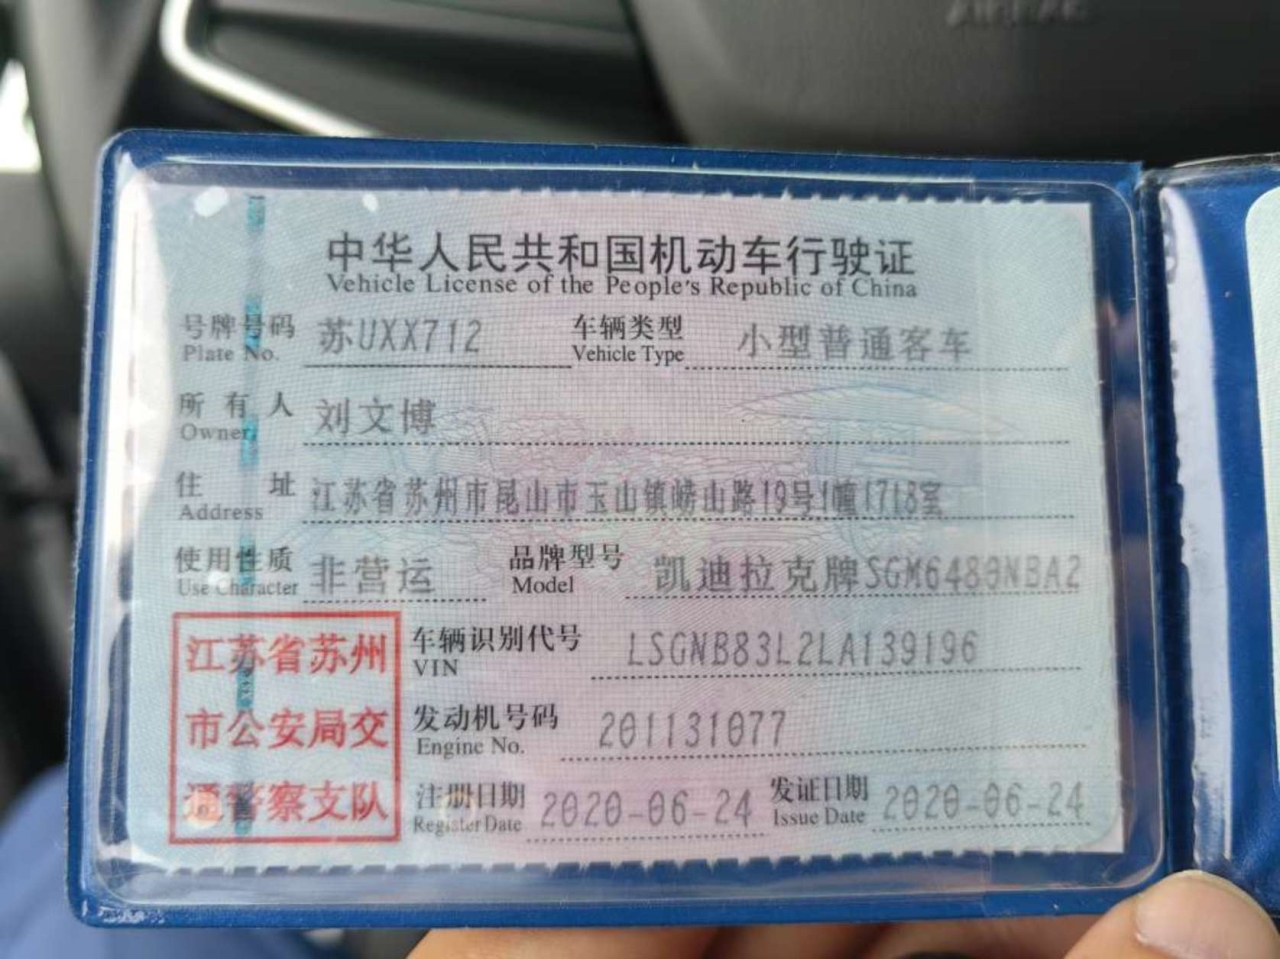 AIRBAG
中华人民共和国机动车行驶证
Vehicle License of the People's Republic of China
号牌号码 苏UXX712 车辆类型 小型普通客车
Plate No. Vehicle Type
所有人 刘文博
Owner
住址 江苏省苏州市昆山市玉山镇崂山路19号1幢1718室
Address
使用性质 非营运 品牌型号 凯迪拉克牌SGM6480NBA2
Use Character Model
江苏省苏州
市公安局交
通警察支队
车辆识别代号 LSGNB83L2LA139196
VIN
发动机号码 201131077
Engine No.
注册日期 2020-06-24 发证日期 2020-06-24
Register Date Issue Date